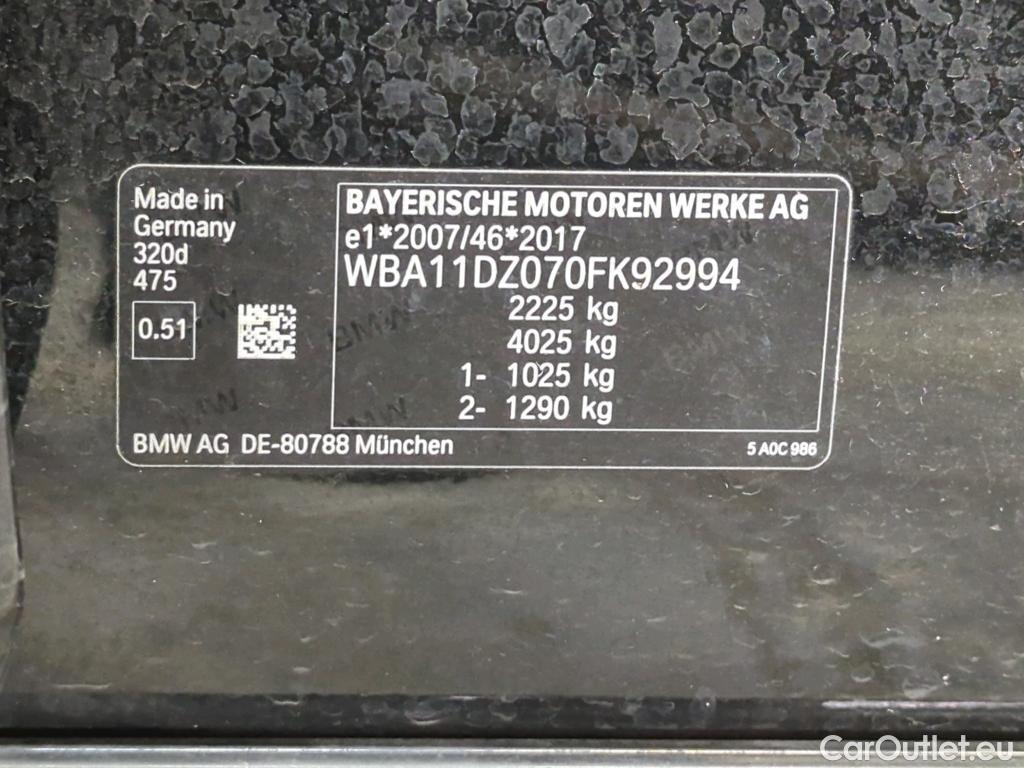 Made in
Germany
320d
475
0.51
BAYERISCHE MOTOREN WERKE AG
e1*2007/46*2017
WBA11DZ070FK92994
2225 kg
4025 kg
1- 1025 kg
2- 1290 kg
BMW AG DE-80788 München
5 A0C 986
CarOutlet.eu